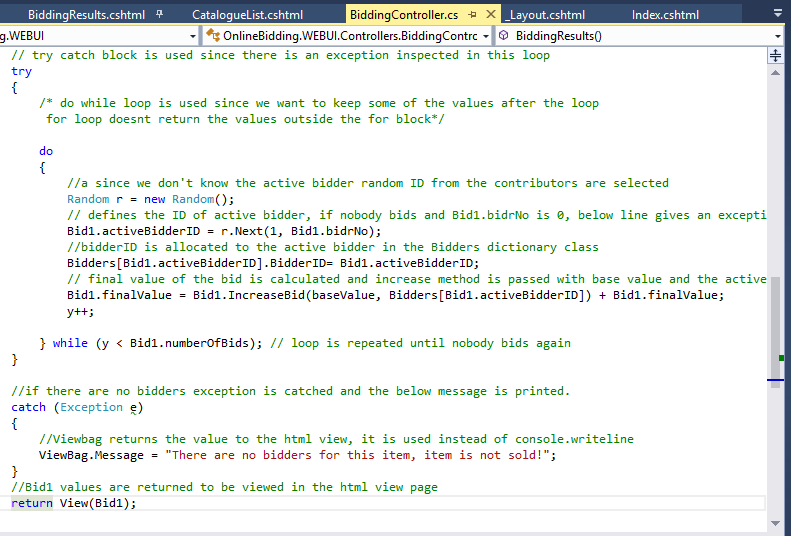 BiddingResults.cshtml CatalogueList.cshtml BiddingController.cs _Layout.cshtml Index.cshtml
g.WEBUI OnlineBidding.WEBUI.Controllers.BiddingContrc BiddingResults()
// try catch block is used since there is an exception inspected in this loop
try
{
/* do while loop is used since we want to keep some of the values after the loop
for loop doesnt return the values outside the for block*/
do
{
//a since we don't know the active bidder random ID from the contributors are selected
Random r = new Random();
// defines the ID of active bidder, if nobody bids and Bid1.bidrNo is 0, below line gives an excepti
Bid1.activeBidderID = r.Next(1, Bid1.bidrNo);
//bidderID is allocated to the active bidder in the Bidders dictionary class
Bidders[Bid1.activeBidderID].BidderID= Bid1.activeBidderID;
// final value of the bid is calculated and increase method is passed with base value and the active
Bid1.finalValue = Bid1.IncreaseBid(baseValue, Bidders[Bid1.activeBidderID]) + Bid1.finalValue;
y++;
} while (y < Bid1.numberOfBids); // loop is repeated until nobody bids again
}
//if there are no bidders exception is catched and the below message is printed.
catch (Exception e)
{
//Viewbag returns the value to the html view, it is used instead of console.writeline
ViewBag.Message = "There are no bidders for this item, item is not sold!";
}
//Bid1 values are returned to be viewed in the html view page
return View(Bid1);